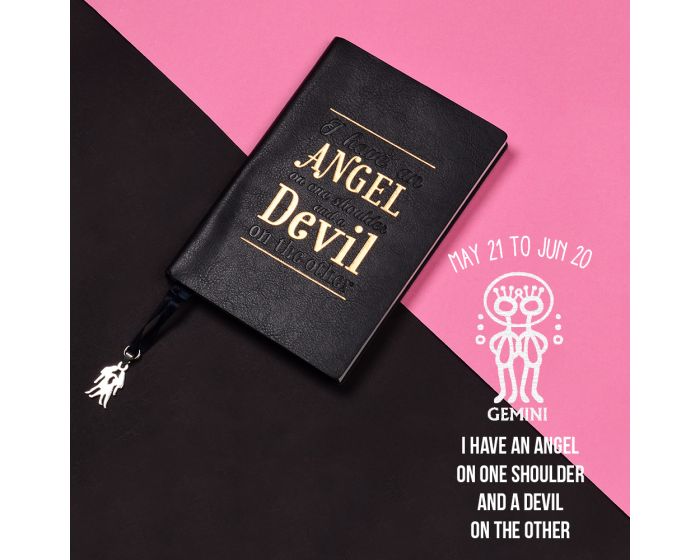 I have an
ANGEL
on one shoulder
and a
Devil
on the other
MAY 21 TO JUN 20
GEMINI
I HAVE AN ANGEL
ON ONE SHOULDER
AND A DEVIL
ON THE OTHER